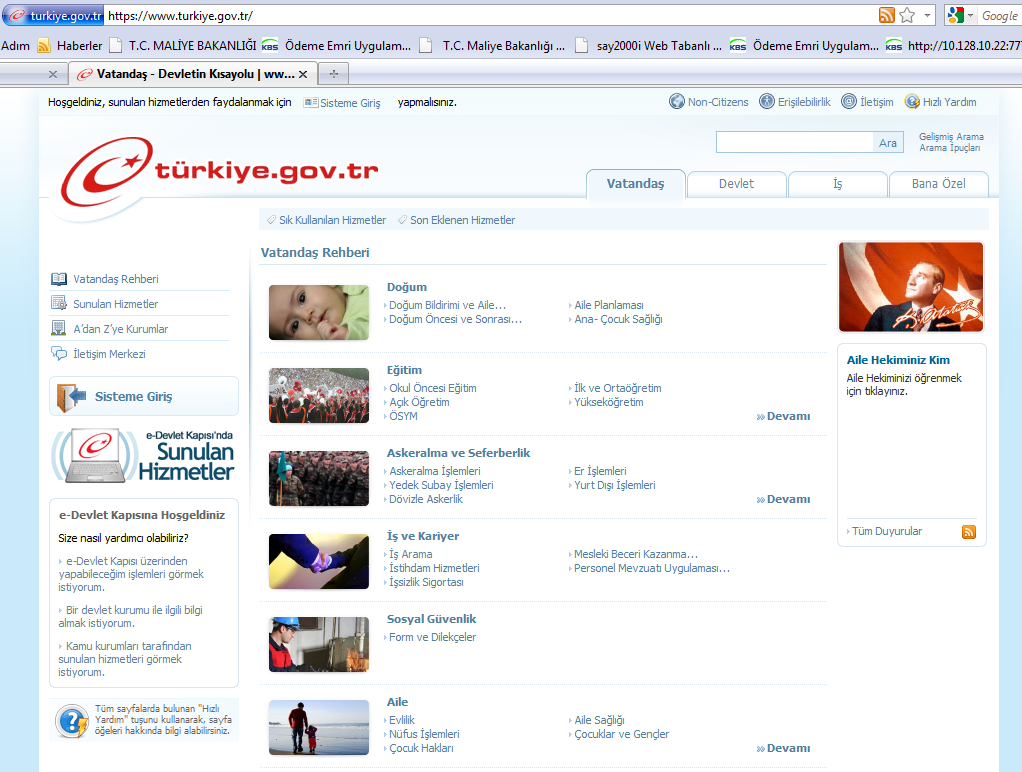 turkiye.gov.tr https://www.turkiye.gov.tr/ Google
Adım Haberler T.C. MALİYE BAKANLIĞI KBS Ödeme Emri Uygulam... T.C. Maliye Bakanlığı ... say2000i Web Tabanlı ... KBS Ödeme Emri Uygulam... KBS http://10.128.10.22:77
Vatandaş - Devletin Kısayolu | ww...
Hoşgeldiniz, sunulan hizmetlerden faydalanmak için Sisteme Giriş yapmalısınız. Non-Citizens Erişilebilirlik İletişim Hızlı Yardım
Ara
Gelişmiş Arama
Arama İpuçları
türkiye.gov.tr
Vatandaş Devlet İş Bana Özel
Sık Kullanılan Hizmetler Son Eklenen Hizmetler
Vatandaş Rehberi
Sunulan Hizmetler
A'dan Z'ye Kurumlar
İletişim Merkezi
Sisteme Giriş
e-Devlet Kapısı'nda
Sunulan
Hizmetler
e-Devlet Kapısına Hoşgeldiniz
Size nasıl yardımcı olabiliriz?
e-Devlet Kapısı üzerinden
yapabileceğim işlemleri görmek
istiyorum.
Bir devlet kurumu ile ilgili bilgi
almak istiyorum.
Kamu kurumları tarafından
sunulan hizmetleri görmek
istiyorum.
Tüm sayfalarda bulunan "Hızlı
Yardım" tuşunu kullanarak, sayfa
öğeleri hakkında bilgi alabilirsiniz.
Vatandaş Rehberi
Doğum
Doğum Bildirimi ve Aile... Aile Planlaması
Doğum Öncesi ve Sonrası... Ana- Çocuk Sağlığı
Eğitim
Okul Öncesi Eğitim İlk ve Ortaöğretim
Açık Öğretim Yükseköğretim
ÖSYM Devamı
Askeralma ve Seferberlik
Askeralma İşlemleri Er İşlemleri
Yedek Subay İşlemleri Yurt Dışı İşlemleri
Dövizle Askerlik Devamı
İş ve Kariyer
İş Arama Mesleki Beceri Kazanma...
İstihdam Hizmetleri Personel Mevzuatı Uygulaması...
İşsizlik Sigortası
Sosyal Güvenlik
Form ve Dilekçeler
Aile
Evlilik Aile Sağlığı
Nüfus İşlemleri Çocuklar ve Gençler
Çocuk Hakları Devamı
K. Atatürk
Aile Hekiminiz Kim
Aile Hekiminizi öğrenmek
için tıklayınız.
Tüm Duyurular